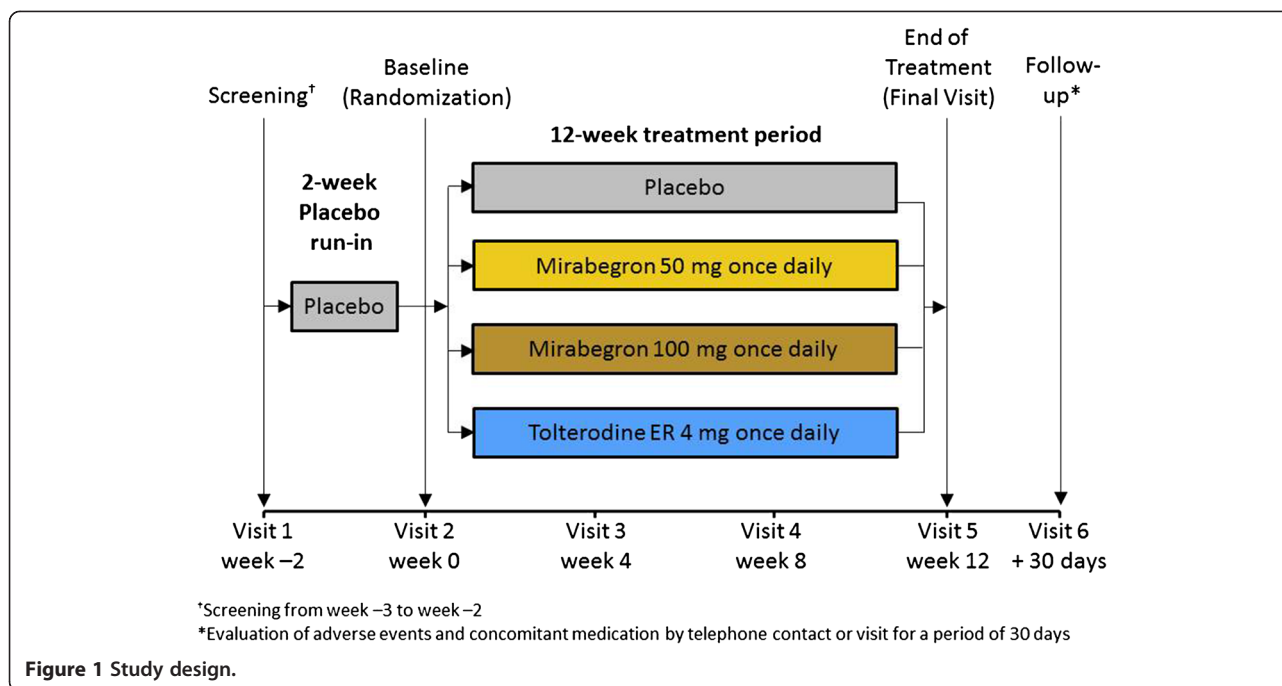 Screening†
Baseline
(Randomization)
End of
Treatment
(Final Visit)
Follow-
up*
2-week
Placebo
run-in
Placebo
12-week treatment period
Placebo
Mirabegron 50 mg once daily
Mirabegron 100 mg once daily
Tolterodine ER 4 mg once daily
Visit 1
week –2
Visit 2
week 0
Visit 3
week 4
Visit 4
week 8
Visit 5
week 12
Visit 6
+ 30 days
†Screening from week –3 to week –2
*Evaluation of adverse events and concomitant medication by telephone contact or visit for a period of 30 days
Figure 1 Study design.